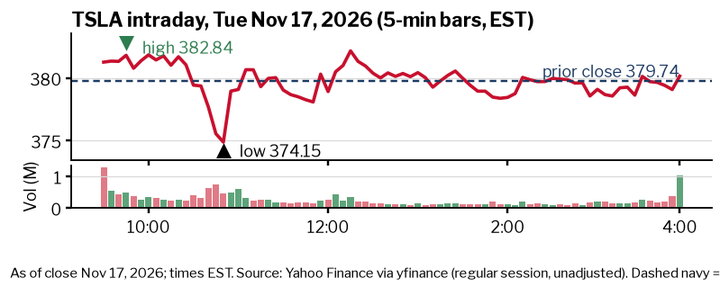 TSLA intraday, Tue Nov 17, 2026 (5-min bars, EST)
high 382.84
380
prior close 379.74
375
low 374.15
Vol (M)
1
0
10:00 12:00 2:00 4:00
As of close Nov 17, 2026; times EST. Source: Yahoo Finance via yfinance (regular session, unadjusted). Dashed navy =